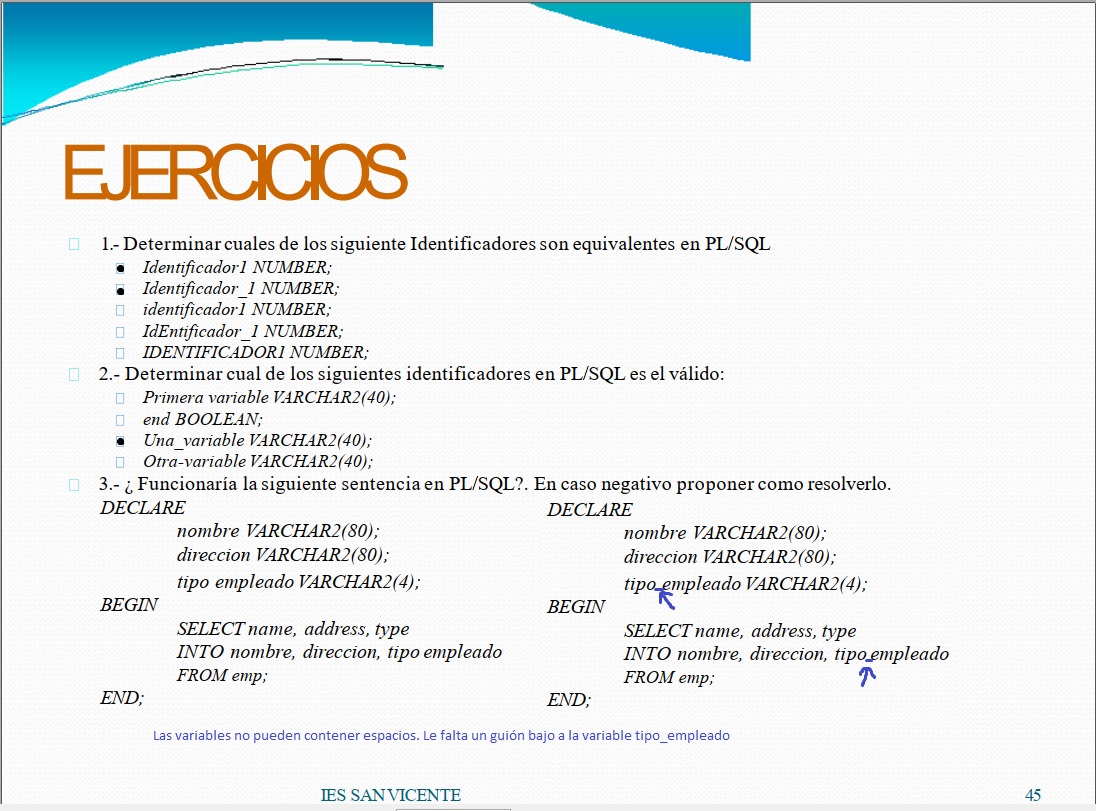 EJERCICIOS
1.- Determinar cuales de los siguiente Identificadores son equivalentes en PL/SQL
Identificador1 NUMBER;
Identificador_1 NUMBER;
identificador1 NUMBER;
IdEntificador_1 NUMBER;
IDENTIFICADOR1 NUMBER;
2.- Determinar cual de los siguientes identificadores en PL/SQL es el válido:
Primera variable VARCHAR2(40);
end BOOLEAN;
Una_variable VARCHAR2(40);
Otra-variable VARCHAR2(40);
3.- ¿ Funcionaría la siguiente sentencia en PL/SQL?. En caso negativo proponer como resolverlo.
DECLARE
nombre VARCHAR2(80);
direccion VARCHAR2(80);
tipo empleado VARCHAR2(4);
BEGIN
SELECT name, address, type
INTO nombre, direccion, tipo empleado
FROM emp;
END;
DECLARE
nombre VARCHAR2(80);
direccion VARCHAR2(80);
tipo_empleado VARCHAR2(4);
BEGIN
SELECT name, address, type
INTO nombre, direccion, tipo_empleado
FROM emp;
END;
Las variables no pueden contener espacios. Le falta un guión bajo a la variable tipo_empleado
IES SAN VICENTE
45